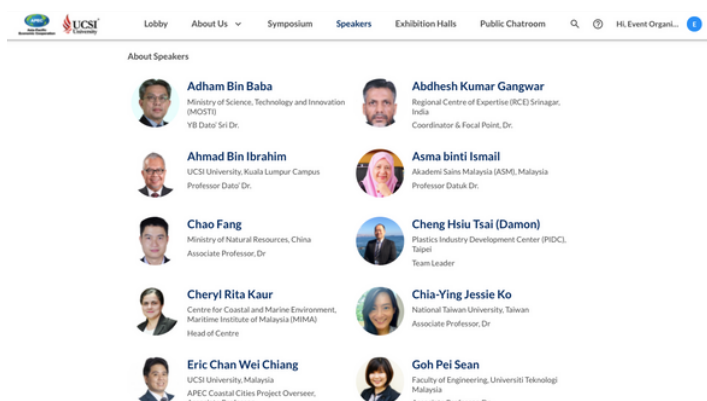 APEC
Asia-Pacific
Economic Cooperation
UCSI
University
Lobby
About Us
Symposium
Speakers
Exhibition Halls
Public Chatroom
Hi, Event Organi...
E
About Speakers
Adham Bin Baba
Ministry of Science, Technology and Innovation
(MOSTI)
YB Dato' Sri Dr.
Abdhesh Kumar Gangwar
Regional Centre of Expertise (RCE) Srinagar,
India
Coordinator & Focal Point, Dr.
Ahmad Bin Ibrahim
UCSI University, Kuala Lumpur Campus
Professor Dato' Dr.
Asma binti Ismail
Akademi Sains Malaysia (ASM), Malaysia
Professor Datuk Dr.
Chao Fang
Ministry of Natural Resources, China
Associate Professor, Dr
Cheng Hsiu Tsai (Damon)
Plastics Industry Development Center (PIDC),
Taipei
Team Leader
Cheryl Rita Kaur
Centre for Coastal and Marine Environment,
Maritime Institute of Malaysia (MIMA)
Head of Centre
Chia-Ying Jessie Ko
National Taiwan University, Taiwan
Associate Professor, Dr
Eric Chan Wei Chiang
UCSI University, Malaysia
APEC Coastal Cities Project Overseer,
Goh Pei Sean
Faculty of Engineering, Universiti Teknologi
Malaysia